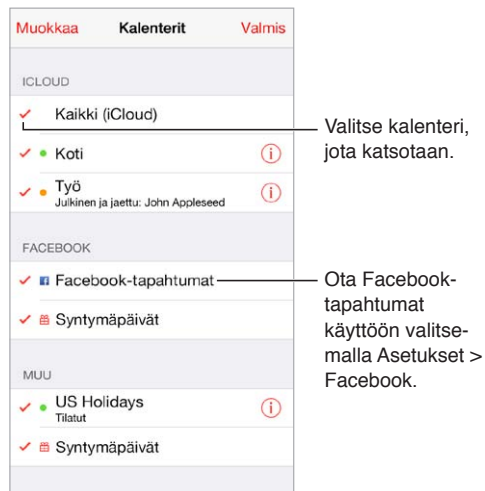 Muokkaa Kalenterit Valmis
ICLOUD
Kaikki (iCloud)
Koti
Työ
Julkinen ja jaettu: John Appleseed
FACEBOOK
Facebook-tapahtumat
Syntymäpäivät
MUU
US Holidays
Tilatut
Syntymäpäivät
Valitse kalenteri,
jota katsotaan.
Ota Facebook-
tapahtumat
käyttöön valitse-
malla Asetukset >
Facebook.